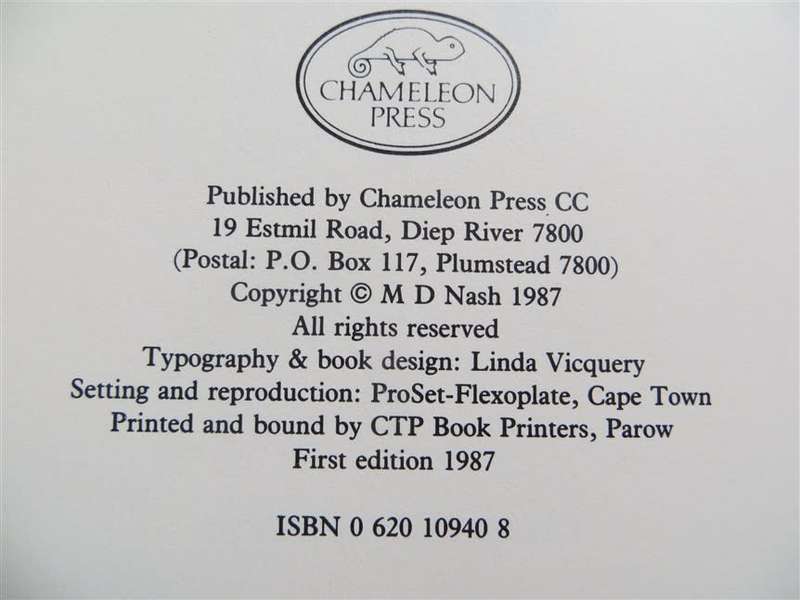 CHAMELEON
PRESS
Published by Chameleon Press CC
19 Estmil Road, Diep River 7800
(Postal: P.O. Box 117, Plumstead 7800)
Copyright © M D Nash 1987
All rights reserved
Typography & book design: Linda Vicquery
Setting and reproduction: ProSet-Flexoplate, Cape Town
Printed and bound by CTP Book Printers, Parow
First edition 1987
ISBN 0 620 10940 8